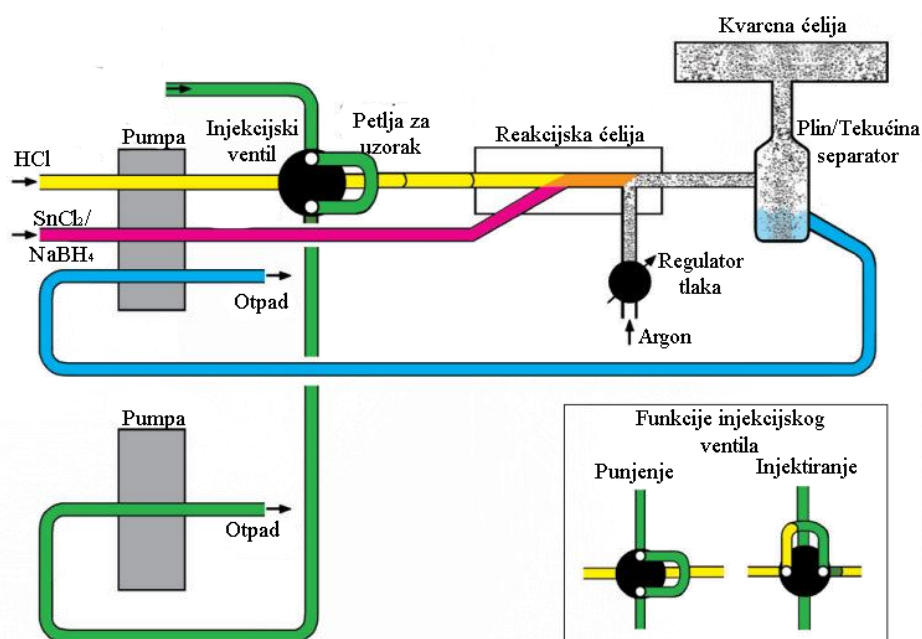 Kvarcna ćelija
Pumpa
Injekcijski
ventil
Petlja za
uzorak
Reakcijska ćelija
Plin/Tekućina
separator
HCl
SnCl₂/
NaBH₄
Otpad
Regulator
tlaka
Argon
Pumpa
Otpad
Funkcije injekcijskog
ventila
Punjenje
Injektiranje